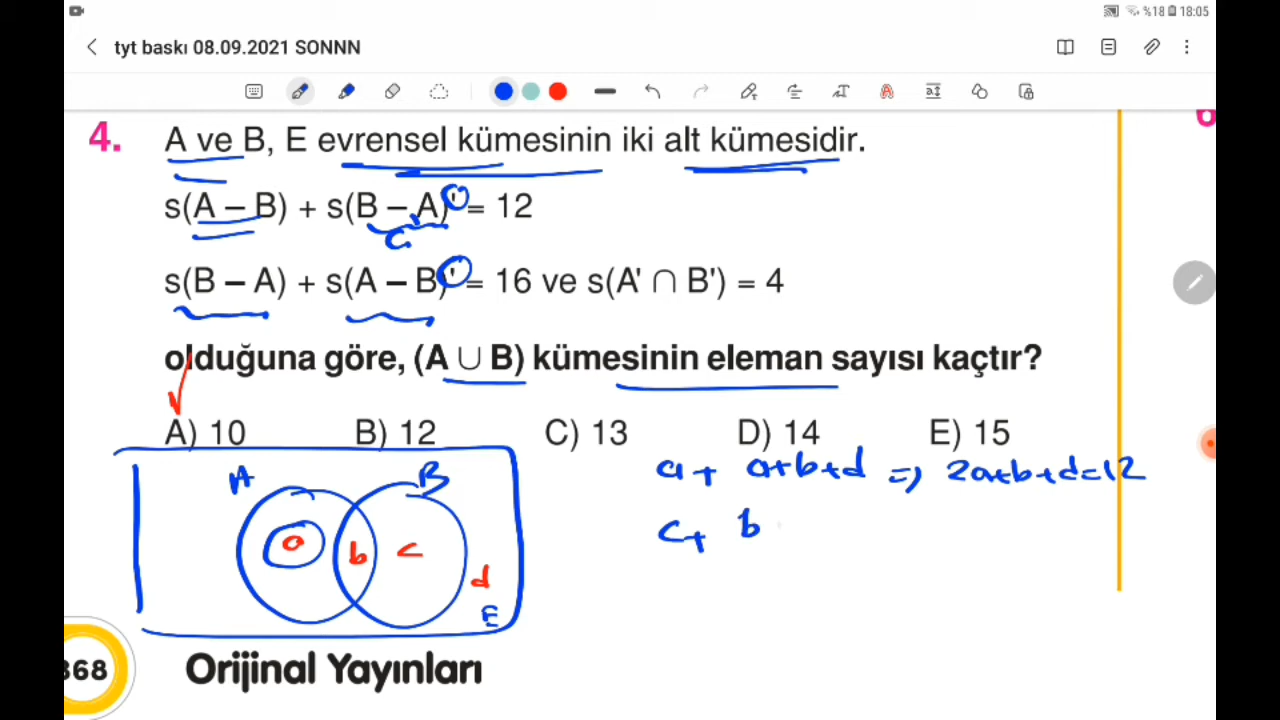 %18 18:05
tyt baskı 08.09.2021 SONNN
4. A ve B, E evrensel kümesinin iki alt kümesidir.
s(A – B) + s(B – A)' = 12
s(B – A) + s(A – B)' = 16 ve s(A' ∩ B') = 4
olduğuna göre, (A ∪ B) kümesinin eleman sayısı kaçtır?
A) 10 B) 12 C) 13 D) 14 E) 15
a + a+b+d => 2a+b+d=12
c+ b
A B
a b c d
E
368 Orijinal Yayınları
6